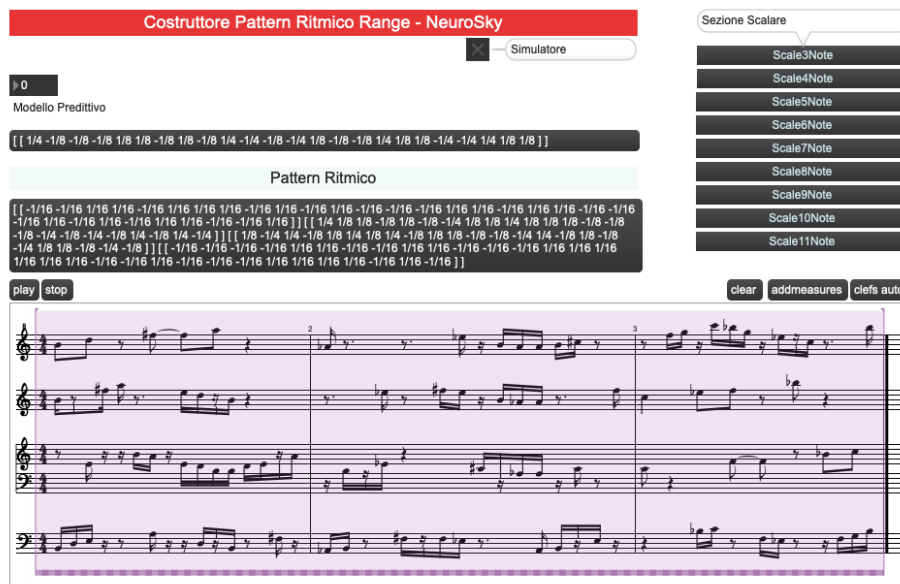 Costruttore Pattern Ritmico Range - NeuroSky
Sezione Scalare
Simulatore
0
Modello Predittivo
[ [ 1/4 -1/8 -1/8 -1/8 1/8 1/8 -1/8 1/8 -1/8 1/4 -1/4 -1/8 -1/4 1/8 -1/8 -1/8 1/4 1/8 1/8 -1/4 -1/4 1/4 1/8 1/8 ] ]
Pattern Ritmico
[ [ -1/16 -1/16 1/16 1/16 -1/16 1/16 1/16 1/16 -1/16 1/16 -1/16 -1/16 1/16 -1/16 -1/16 1/16 -1/16 1/16 1/16 1/16 -1/16 -1/16
-1/16 1/16 -1/16 1/16 -1/16 1/16 1/16 1/16 -1/16 -1/16 1/16 ] ] [ [ 1/4 1/8 1/8 -1/8 1/8 -1/8 -1/4 1/8 1/8 1/4 1/8 1/8 1/8 -1/8 -1/8
-1/8 -1/4 -1/8 -1/4 -1/8 1/4 -1/8 1/4 -1/4 ] ] [ [ 1/8 -1/8 1/4 -1/8 1/8 1/4 1/8 1/4 -1/8 1/8 1/8 -1/8 -1/8 -1/4 1/4 -1/8 1/8 -1/8
-1/4 1/8 1/8 -1/8 -1/4 -1/8 ] ] [ [ -1/16 -1/16 -1/16 -1/16 1/16 1/16 -1/16 1/16 1/16 -1/16 -1/16 -1/16 -1/16 1/16 1/16 1/16
1/16 1/16 1/16 -1/16 1/16 -1/16 -1/16 -1/16 1/16 1/16 1/16 -1/16 1/16 -1/16 ] ]
Scale3Note
Scale4Note
Scale5Note
Scale6Note
Scale7Note
Scale8Note
Scale9Note
Scale10Note
Scale11Note
play
stop
clear
addmeasures
clefs auto
2
3